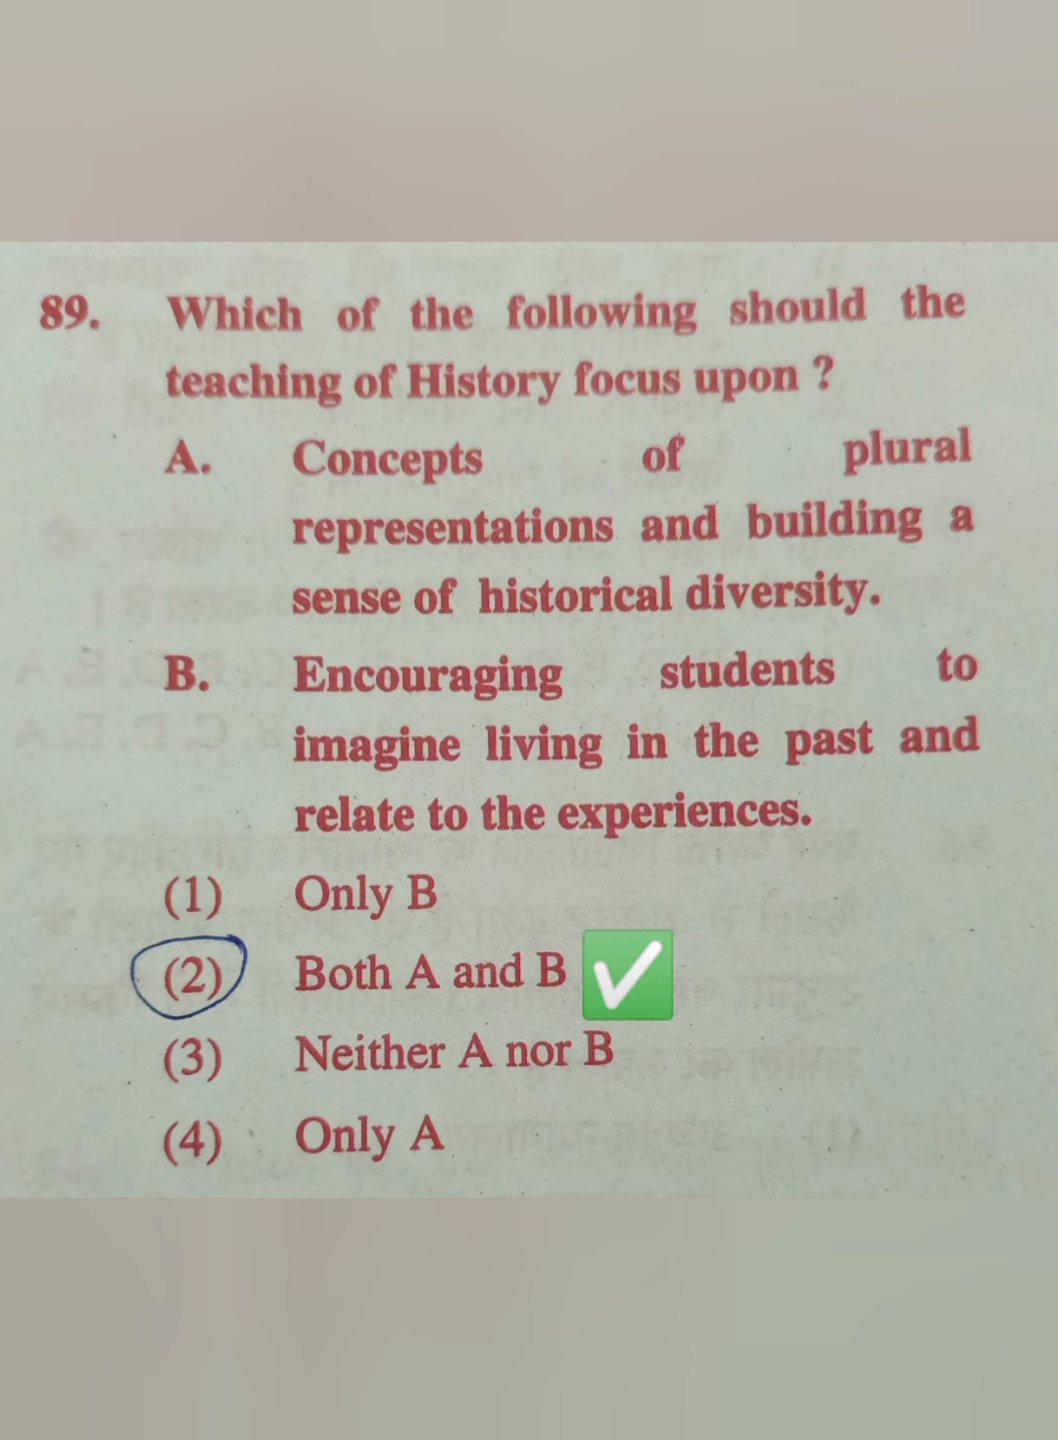 89. Which of the following should the
teaching of History focus upon ?
A. Concepts of plural
representations and building a
sense of historical diversity.
B. Encouraging students to
imagine living in the past and
relate to the experiences.
(1) Only B
(2) Both A and B
(3) Neither A nor B
(4) Only A